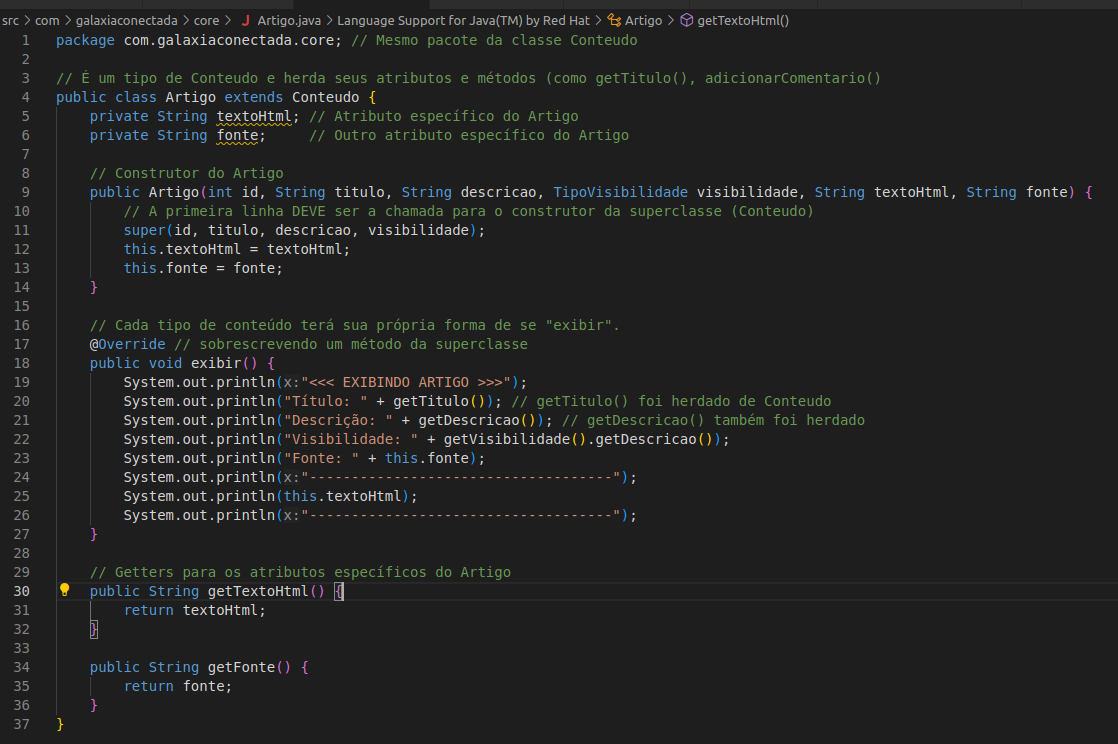 src > com > galaxiaconectada > core > J Artigo.java > Language Support for Java(TM) by Red Hat > Artigo > getTextoHtml()
1 package com.galaxiaconectada.core; // Mesmo pacote da classe Conteudo
2
3 // É um tipo de Conteudo e herda seus atributos e métodos (como getTitulo(), adicionarComentario()
4 public class Artigo extends Conteudo {
5     private String textoHtml; // Atributo específico do Artigo
6     private String fonte;     // Outro atributo específico do Artigo
7
8     // Construtor do Artigo
9     public Artigo(int id, String titulo, String descricao, TipoVisibilidade visibilidade, String textoHtml, String fonte) {
10         // A primeira linha DEVE ser a chamada para o construtor da superclasse (Conteudo)
11         super(id, titulo, descricao, visibilidade);
12         this.textoHtml = textoHtml;
13         this.fonte = fonte;
14     }
15
16     // Cada tipo de conteúdo terá sua própria forma de se "exibir".
17     @Override // sobrescrevendo um método da superclasse
18     public void exibir() {
19         System.out.println(x:"<<< EXIBINDO ARTIGO >>>");
20         System.out.println("Título: " + getTitulo()); // getTitulo() foi herdado de Conteudo
21         System.out.println("Descrição: " + getDescricao()); // getDescricao() também foi herdado
22         System.out.println("Visibilidade: " + getVisibilidade().getDescricao());
23         System.out.println("Fonte: " + this.fonte);
24         System.out.println(x:"------------------------------------");
25         System.out.println(this.textoHtml);
26         System.out.println(x:"------------------------------------");
27     }
28
29     // Getters para os atributos específicos do Artigo
30     public String getTextoHtml() {
31         return textoHtml;
32     }
33
34     public String getFonte() {
35         return fonte;
36     }
37 }